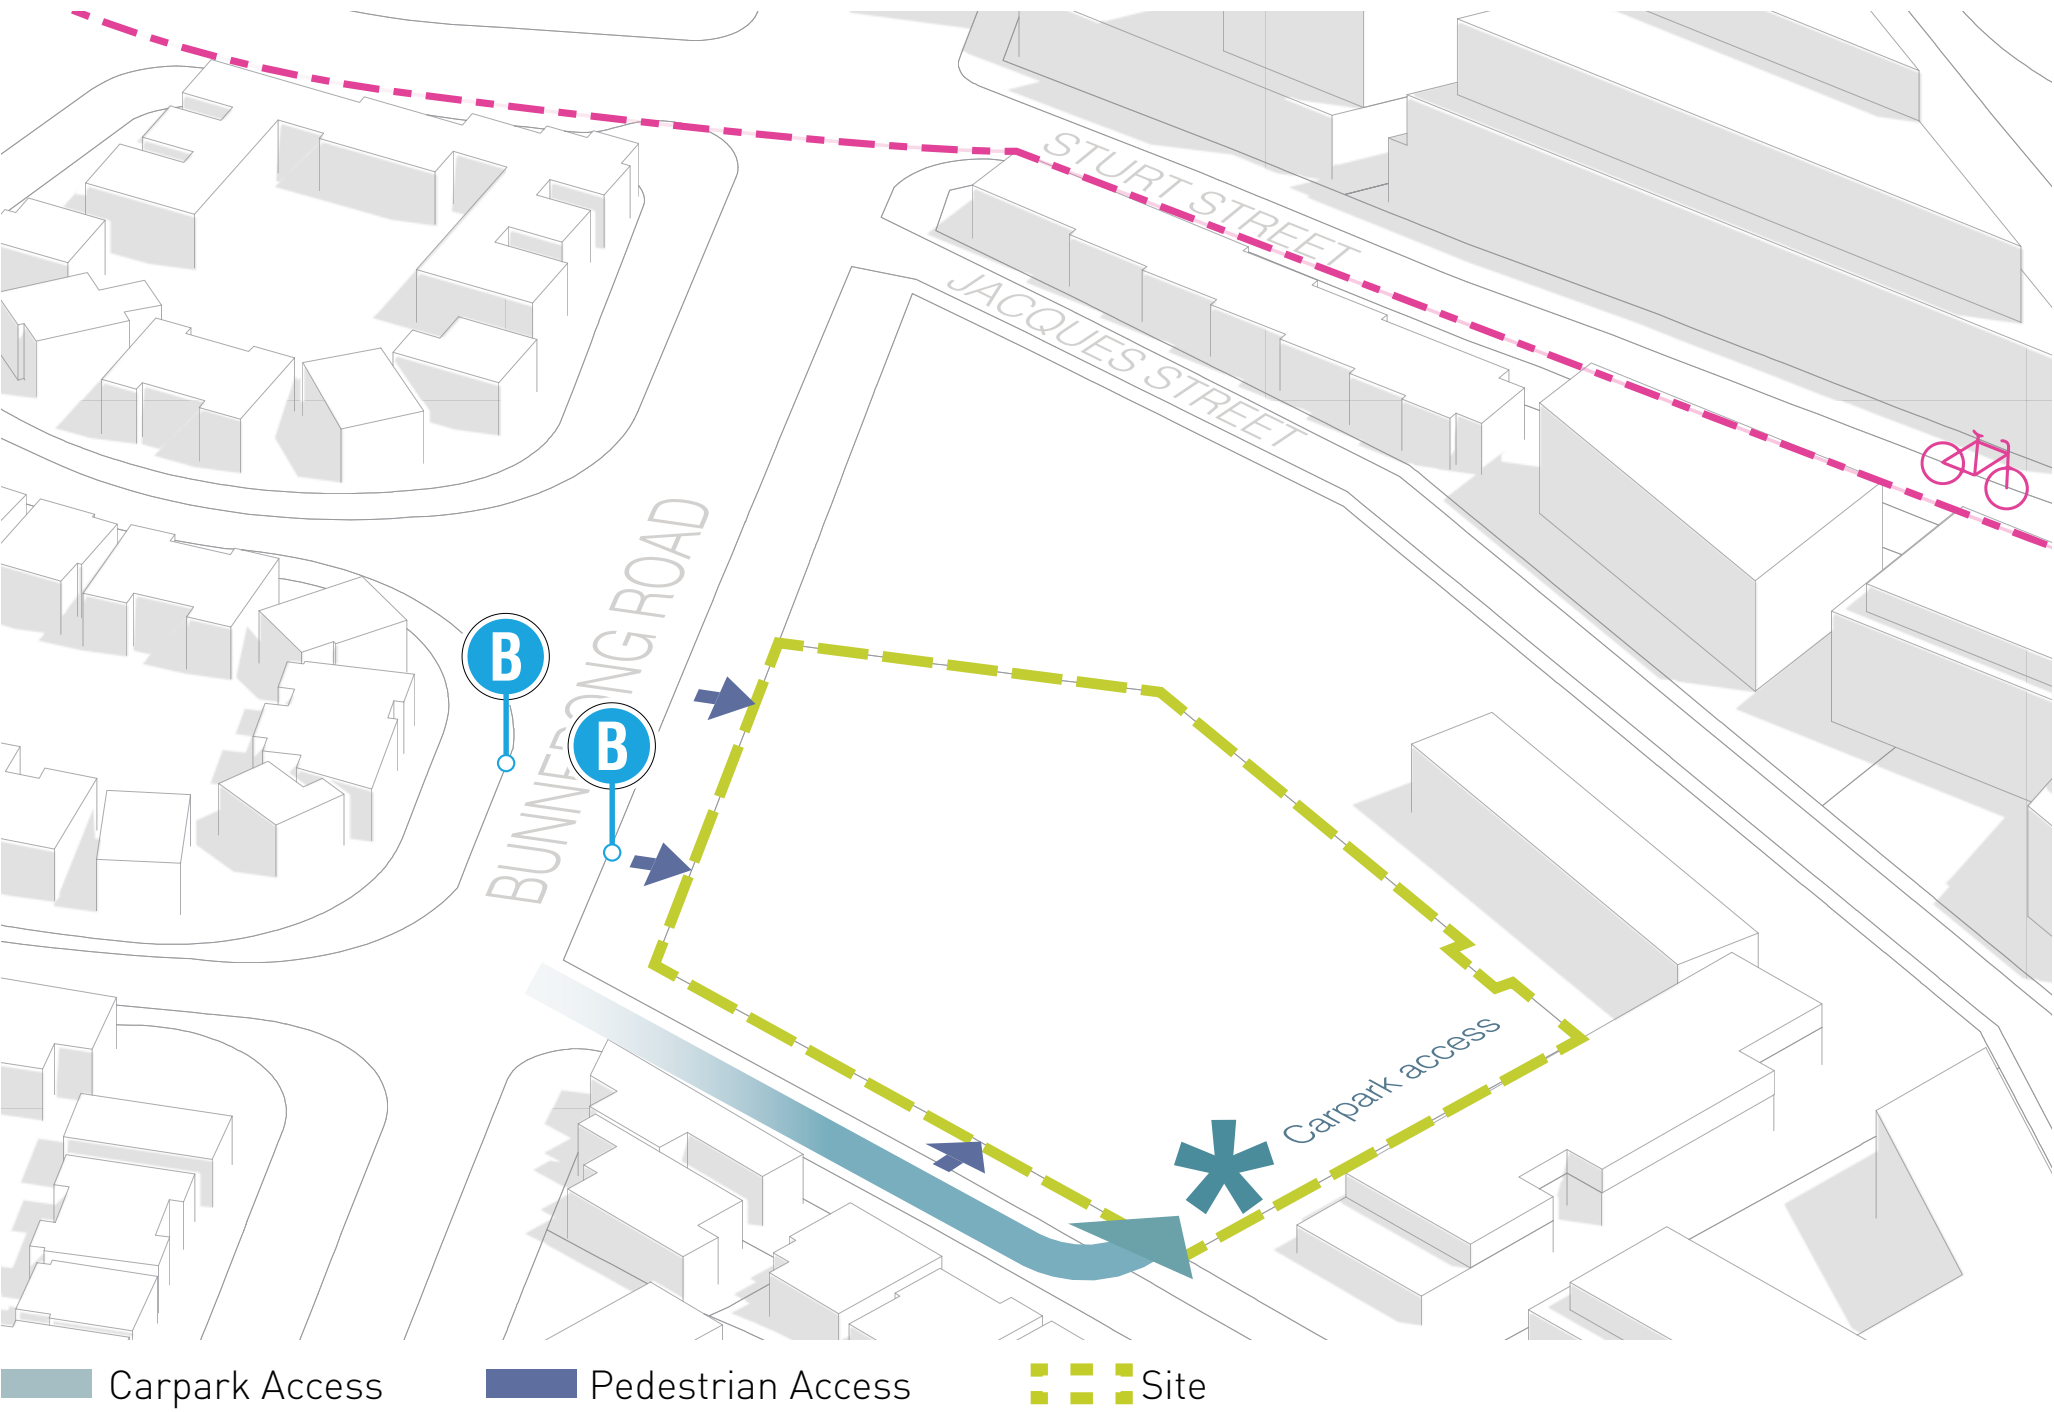 STURT STREET
JACQUES STREET
BUNNERONG ROAD
B
B
Carpark access
Carpark Access
Pedestrian Access
Site